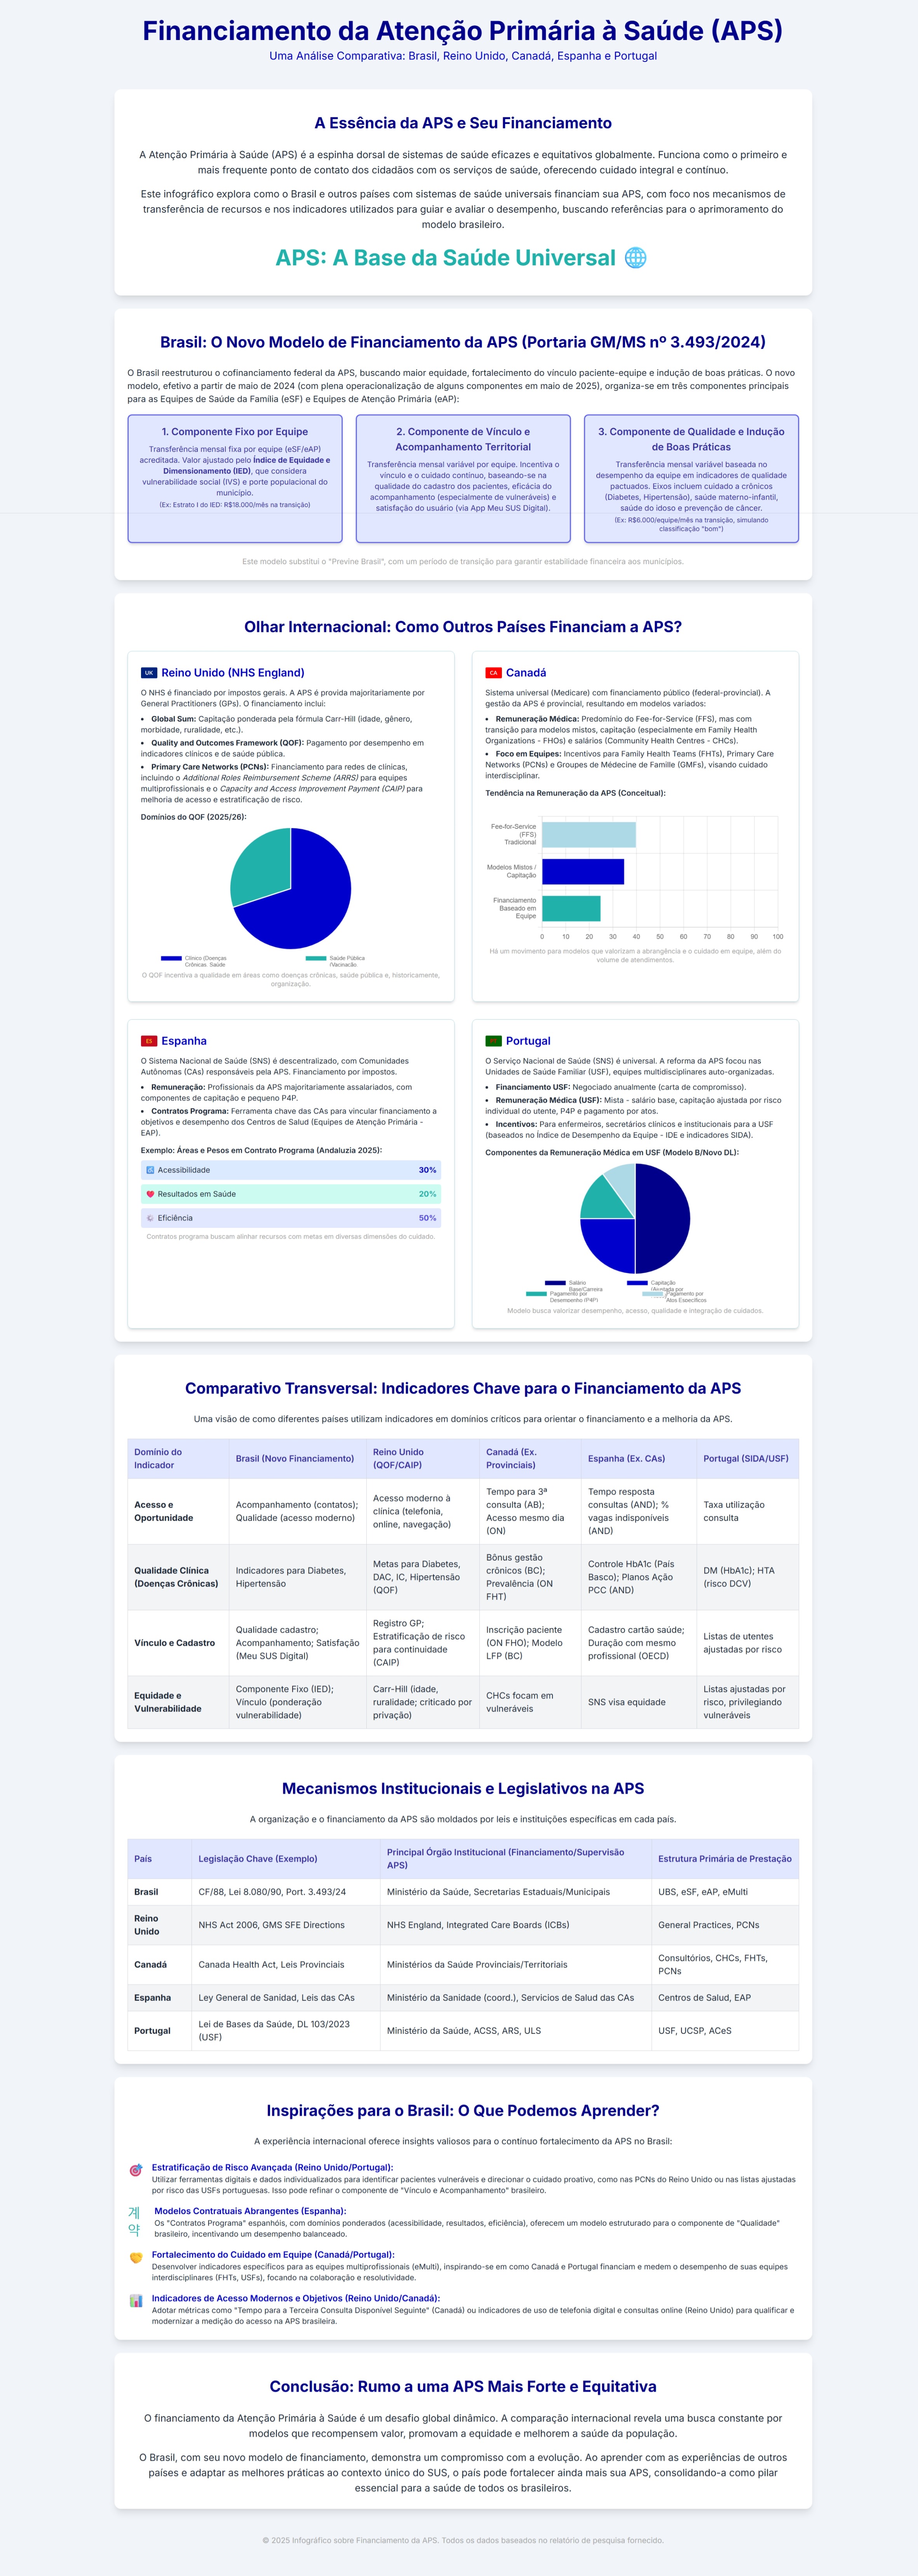 Financiamento da Atenção Primária à Saúde (APS)
Uma Análise Comparativa: Brasil, Reino Unido, Canadá, Espanha e Portugal
A Essência da APS e Seu Financiamento
A Atenção Primária à Saúde (APS) é a espinha dorsal de sistemas de saúde eficazes e equitativos globalmente. Funciona como o primeiro e
mais frequente ponto de contato dos cidadãos com os serviços de saúde, oferecendo cuidado integral e contínuo.
Este infográfico explora como o Brasil e outros países com sistemas de saúde universais financiam sua APS, com foco nos mecanismos de
transferência de recursos e nos indicadores utilizados para guiar e avaliar o desempenho, buscando referências para o aprimoramento do
modelo brasileiro.
APS: A Base da Saúde Universal 🌐
Brasil: O Novo Modelo de Financiamento da APS (Portaria GM/MS nº 3.493/2024)
O Brasil reestruturou o cofinanciamento federal da APS, buscando maior equidade, fortalecimento do vínculo paciente-equipe e indução de boas práticas. O novo
modelo, efetivo a partir de maio de 2024 (com plena operacionalização de alguns componentes em maio de 2025), organiza-se em três componentes principais
para as Equipes de Saúde da Família (eSF) e Equipes de Atenção Primária (eAP):
1. Componente Fixo por Equipe
Transferência mensal fixa por equipe (eSF/eAP)
acreditada. Valor ajustado pelo Índice de Equidade e
Dimensionamento (IED), que considera
vulnerabilidade social (IVS) e porte populacional do
município.
(Ex: Estrato I do IED: R$18.000/mês na transição)
2. Componente de Vínculo e
Acompanhamento Territorial
Transferência mensal variável por equipe. Incentiva o
vínculo e o cuidado contínuo, baseando-se na
qualidade do cadastro dos pacientes, eficácia do
acompanhamento (especialmente de vulneráveis) e
satisfação do usuário (via App Meu SUS Digital).
3. Componente de Qualidade e Indução
de Boas Práticas
Transferência mensal variável baseada no
desempenho da equipe em indicadores de qualidade
pactuados. Eixos incluem cuidado a crônicos
(Diabetes, Hipertensão), saúde materno-infantil,
saúde do idoso e prevenção de câncer.
(Ex: R$6.000/equipe/mês na transição, simulando
classificação "bom")
Este modelo substitui o "Previne Brasil", com um período de transição para garantir estabilidade financeira aos municípios.
Olhar Internacional: Como Outros Países Financiam a APS?
UK Reino Unido (NHS England)
O NHS é financiado por impostos gerais. A APS é provida majoritariamente por
General Practitioners (GPs). O financiamento inclui:
• Global Sum: Capitação ponderada pela fórmula Carr-Hill (idade, gênero,
morbidade, ruralidade, etc.).
• Quality and Outcomes Framework (QOF): Pagamento por desempenho em
indicadores clínicos e de saúde pública.
• Primary Care Networks (PCNs): Financiamento para redes de clínicas,
incluindo o Additional Roles Reimbursement Scheme (ARRS) para equipes
multiprofissionais e o Capacity and Access Improvement Payment (CAIP) para
melhoria de acesso e estratificação de risco.
Domínios do QOF (2025/26):
Clínico (Doenças
Crônicas, Saúde
Saúde Pública
(Vacinação,
O QOF incentiva a qualidade em áreas como doenças crônicas, saúde pública e, historicamente,
organização.
CA Canadá
Sistema universal (Medicare) com financiamento público (federal-provincial). A
gestão da APS é provincial, resultando em modelos variados:
• Remuneração Médica: Predomínio do Fee-for-Service (FFS), mas com
transição para modelos mistos, capitação (especialmente em Family Health
Organizations - FHOs) e salários (Community Health Centres - CHCs).
• Foco em Equipes: Incentivos para Family Health Teams (FHTs), Primary Care
Networks (PCNs) e Groupes de Médecine de Famille (GMFs), visando cuidado
interdisciplinar.
Tendência na Remuneração da APS (Conceitual):
Fee-for-Service
(FFS)
Tradicional
Modelos Mistos /
Capitação
Financiamento
Baseado em
Equipe
0 10 20 30 40 50 60 70 80 90 100
Há um movimento para modelos que valorizam a abrangência e o cuidado em equipe, além do
volume de atendimentos.
ES Espanha
O Sistema Nacional de Saúde (SNS) é descentralizado, com Comunidades
Autônomas (CAs) responsáveis pela APS. Financiamento por impostos.
• Remuneração: Profissionais da APS majoritariamente assalariados, com
componentes de capitação e pequeno P4P.
• Contratos Programa: Ferramenta chave das CAs para vincular financiamento a
objetivos e desempenho dos Centros de Salud (Equipes de Atenção Primária -
EAP).
Exemplo: Áreas e Pesos em Contrato Programa (Andaluzia 2025):
Acessibilidade 30%
❤️ Resultados em Saúde 20%
Eficiência 50%
Contratos programa buscam alinhar recursos com metas em diversas dimensões do cuidado.
Portugal
O Serviço Nacional de Saúde (SNS) é universal. A reforma da APS focou nas
Unidades de Saúde Familiar (USF), equipes multidisciplinares auto-organizadas.
• Financiamento USF: Negociado anualmente (carta de compromisso).
• Remuneração Médica (USF): Mista - salário base, capitação ajustada por risco
individual do utente, P4P e pagamento por atos.
• Incentivos: Para enfermeiros, secretários clínicos e institucionais para a USF
(baseados no Índice de Desempenho da Equipe - IDE e indicadores SIDA).
Componentes da Remuneração Médica em USF (Modelo B/Novo DL):
Salário
Base/Carreira
Capitação
(Ajustada por
Pagamento por
Desempenho (P4P)
Pagamento por
Atos Específicos
Modelo busca valorizar desempenho, acesso, qualidade e integração de cuidados.
Comparativo Transversal: Indicadores Chave para o Financiamento da APS
Uma visão de como diferentes países utilizam indicadores em domínios críticos para orientar o financiamento e a melhoria da APS.
Domínio do
Indicador
Brasil (Novo Financiamento)
Reino Unido
(QOF/CAIP)
Canadá (Ex.
Provinciais)
Espanha (Ex. CAs)
Portugal (SIDA/USF)
Acesso e
Oportunidade
Acompanhamento (contatos);
Qualidade (acesso moderno)
Acesso moderno à
clínica (telefonia,
online, navegação)
Tempo para 3ª
consulta (AB);
Acesso mesmo dia
(ON)
Tempo resposta
consultas (AND); %
vagas indisponíveis
(AND)
Taxa utilização
consulta
Qualidade Clínica
(Doenças Crônicas)
Indicadores para Diabetes,
Hipertensão
Metas para Diabetes,
DAC, IC, Hipertensão
(QOF)
Bônus gestão
crônicos (BC);
Prevalência (ON
FHT)
Controle HbA1c (País
Basco); Planos Ação
PCC (AND)
DM (HbA1c); HTA
(risco DCV)
Vínculo e Cadastro
Qualidade cadastro;
Acompanhamento; Satisfação
(Meu SUS Digital)
Registro GP;
Estratificação de risco
para continuidade
(CAIP)
Inscrição paciente
(ON FHO); Modelo
LFP (BC)
Cadastro cartão saúde;
Duração com mesmo
profissional (OECD)
Listas de utentes
ajustadas por risco
Equidade e
Vulnerabilidade
Componente Fixo (IED);
Vínculo (ponderação
vulnerabilidade)
Carr-Hill (idade,
ruralidade; criticado por
privação)
CHCs focam em
vulneráveis
SNS visa equidade
Listas ajustadas por
risco, privilegiando
vulneráveis
Mecanismos Institucionais e Legislativos na APS
A organização e o financiamento da APS são moldados por leis e instituições específicas em cada país.
País
Legislação Chave (Exemplo)
Principal Órgão Institucional (Financiamento/Supervisão
APS)
Estrutura Primária de Prestação
Brasil
CF/88, Lei 8.080/90, Port. 3.493/24
Ministério da Saúde, Secretarias Estaduais/Municipais
UBS, eSF, eAP, eMulti
Reino
Unido
NHS Act 2006, GMS SFE Directions
NHS England, Integrated Care Boards (ICBs)
General Practices, PCNs
Canadá
Canada Health Act, Leis Provinciais
Ministérios da Saúde Provinciais/Territoriais
Consultórios, CHCs, FHTs,
PCNs
Espanha
Ley General de Sanidad, Leis das CAs
Ministério da Sanidade (coord.), Servicios de Salud das CAs
Centros de Salud, EAP
Portugal
Lei de Bases da Saúde, DL 103/2023
(USF)
Ministério da Saúde, ACSS, ARS, ULS
USF, UCSP, ACeS
Inspirações para o Brasil: O Que Podemos Aprender?
A experiência internacional oferece insights valiosos para o contínuo fortalecimento da APS no Brasil:
🎯 Estratificação de Risco Avançada (Reino Unido/Portugal):
Utilizar ferramentas digitais e dados individualizados para identificar pacientes vulneráveis e direcionar o cuidado proativo, como nas PCNs do Reino Unido ou nas listas ajustadas
por risco das USFs portuguesas. Isso pode refinar o componente de "Vínculo e Acompanhamento" brasileiro.
계
약
Modelos Contratuais Abrangentes (Espanha):
Os "Contratos Programa" espanhóis, com domínios ponderados (acessibilidade, resultados, eficiência), oferecem um modelo estruturado para o componente de "Qualidade"
brasileiro, incentivando um desempenho balanceado.
🤝 Fortalecimento do Cuidado em Equipe (Canadá/Portugal):
Desenvolver indicadores específicos para as equipes multiprofissionais (eMulti), inspirando-se em como Canadá e Portugal financiam e medem o desempenho de suas equipes
interdisciplinares (FHTs, USFs), focando na colaboração e resolutividade.
📊 Indicadores de Acesso Modernos e Objetivos (Reino Unido/Canadá):
Adotar métricas como "Tempo para a Terceira Consulta Disponível Seguinte" (Canadá) ou indicadores de uso de telefonia digital e consultas online (Reino Unido) para qualificar e
modernizar a medição do acesso na APS brasileira.
Conclusão: Rumo a uma APS Mais Forte e Equitativa
O financiamento da Atenção Primária à Saúde é um desafio global dinâmico. A comparação internacional revela uma busca constante por
modelos que recompensem valor, promovam a equidade e melhorem a saúde da população.
O Brasil, com seu novo modelo de financiamento, demonstra um compromisso com a evolução. Ao aprender com as experiências de outros
países e adaptar as melhores práticas ao contexto único do SUS, o país pode fortalecer ainda mais sua APS, consolidando-a como pilar
essencial para a saúde de todos os brasileiros.
© 2025 Infográfico sobre Financiamento da APS. Todos os dados baseados no relatório de pesquisa fornecido.